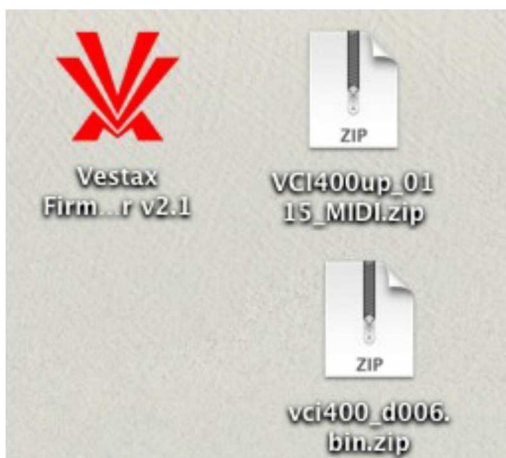 ZIP
Vestax
Firm...r v2.1
VCI400up_01
15_MIDI.zip
ZIP
vci400_d006.
bin.zip